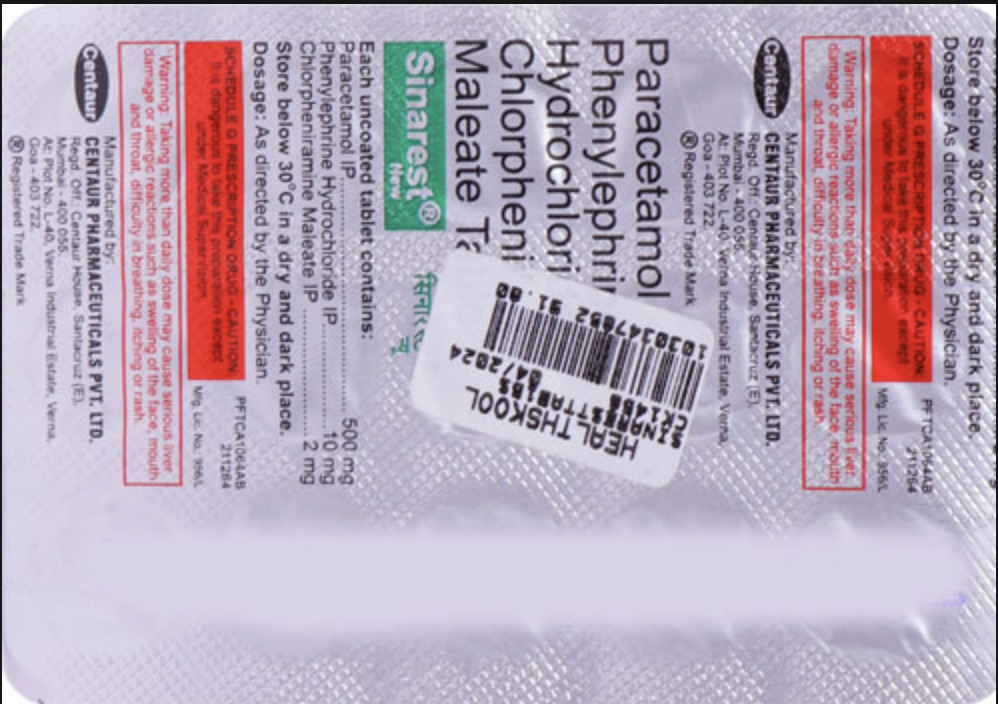 Store below 30°C in a dry and dark place.
Dosage: As directed by the Physician.
PFTCA1064AB
211264
SCHEDULE G PRESCRIPTION DRUG - CAUTION
It is dangerous to take this preparation except
under Medical Supervision.
Mfg. Lic. No. 956/L
Warning: Taking more than daily dose may cause serious liver
damage or allergic reactions such as swelling of the face, mouth
and throat, difficulty in breathing, itching or rash.
Centaur
Manufactured by:
CENTAUR PHARMACEUTICALS PVT. LTD.
Regd. Off.: Centaur House, Santacruz (E),
Mumbai - 400 055.
At: Plot No. L-40, Verna Industrial Estate, Verna,
Goa - 403 722.
® Registered Trade Mark
Paracetamol
Phenylephri
Hydrochlori
Chlorpheni
Maleate Ta
Sinarest®
New
Each uncoated tablet contains:
Paracetamol IP.................. 500 mg
Phenylephrine Hydrochloride IP ............ 10 mg
Chlorpheniramine Maleate IP .................. 2 mg
Store below 30°C in a dry and dark place.
Dosage: As directed by the Physician.
PFTCA1064AB
211264
SCHEDULE G PRESCRIPTION DRUG - CAUTION
It is dangerous to take this preparation except
under Medical Supervision.
Mfg. Lic. No. 956/L
Warning: Taking more than daily dose may cause serious liver
damage or allergic reactions such as swelling of the face, mouth
and throat, difficulty in breathing, itching or rash.
Centaur
Manufactured by:
CENTAUR PHARMACEUTICALS PVT. LTD.
Regd. Off.: Centaur House, Santacruz (E),
Mumbai - 400 055.
At: Plot No. L-40, Verna Industrial Estate, Verna,
Goa - 403 722.
® Registered Trade Mark
HEALTHSKOOL
04/2024
1030347052 91.00